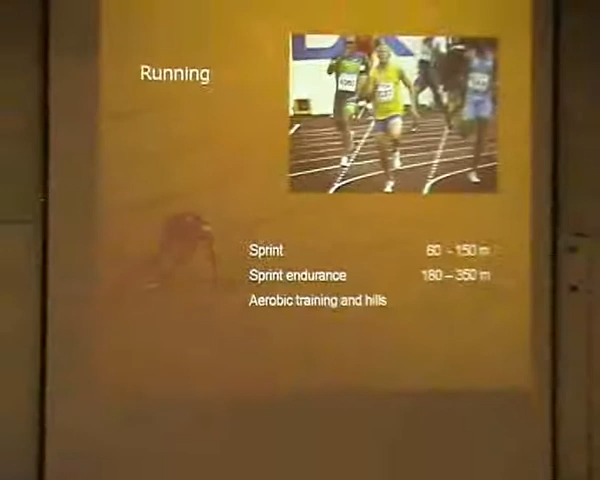 Running
Sprint 60 - 150 m
Sprint endurance 180 – 350 m
Aerobic training and hills